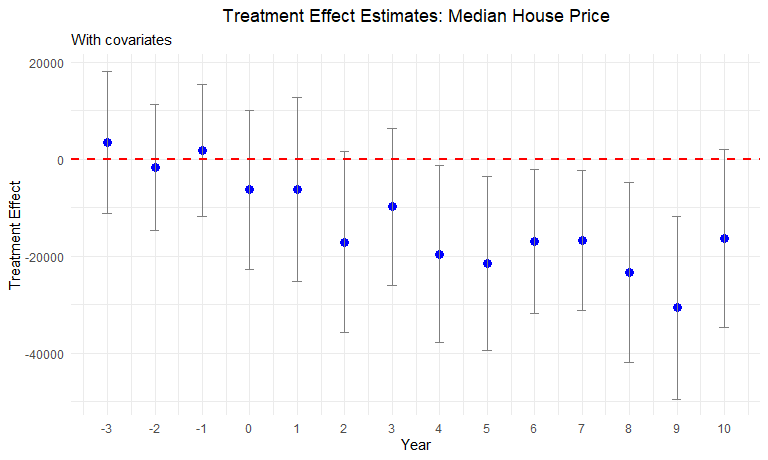 Treatment Effect Estimates: Median House Price
With covariates
20000
0
-20000
-40000
Treatment Effect
-3 -2 -1 0 1 2 3 4 5 6 7 8 9 10
Year